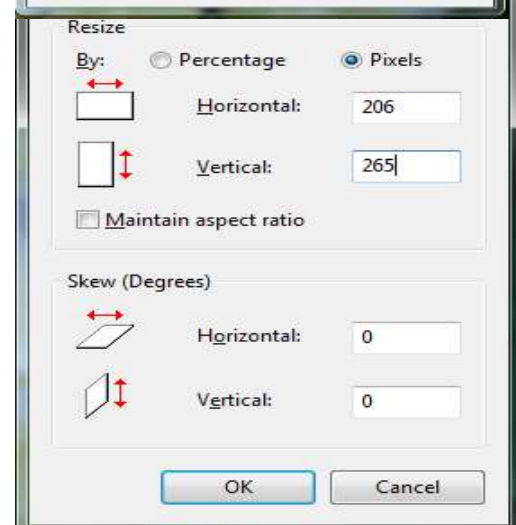 Resize
By: Percentage Pixels
Horizontal: 206
Vertical: 265
Maintain aspect ratio
Skew (Degrees)
Horizontal: 0
Vertical: 0
OK Cancel